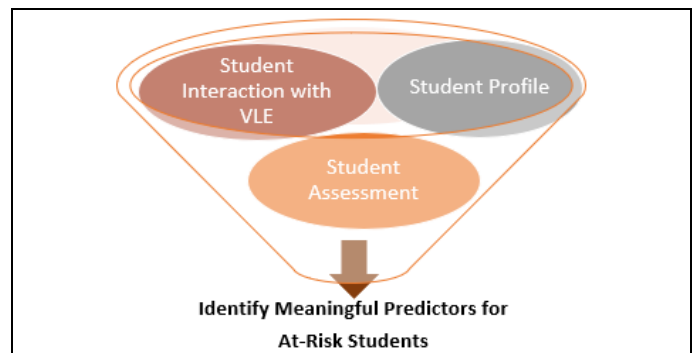 Student
Interaction with
VLE
Student Profile
Student
Assessment
Identify Meaningful Predictors for
At-Risk Students